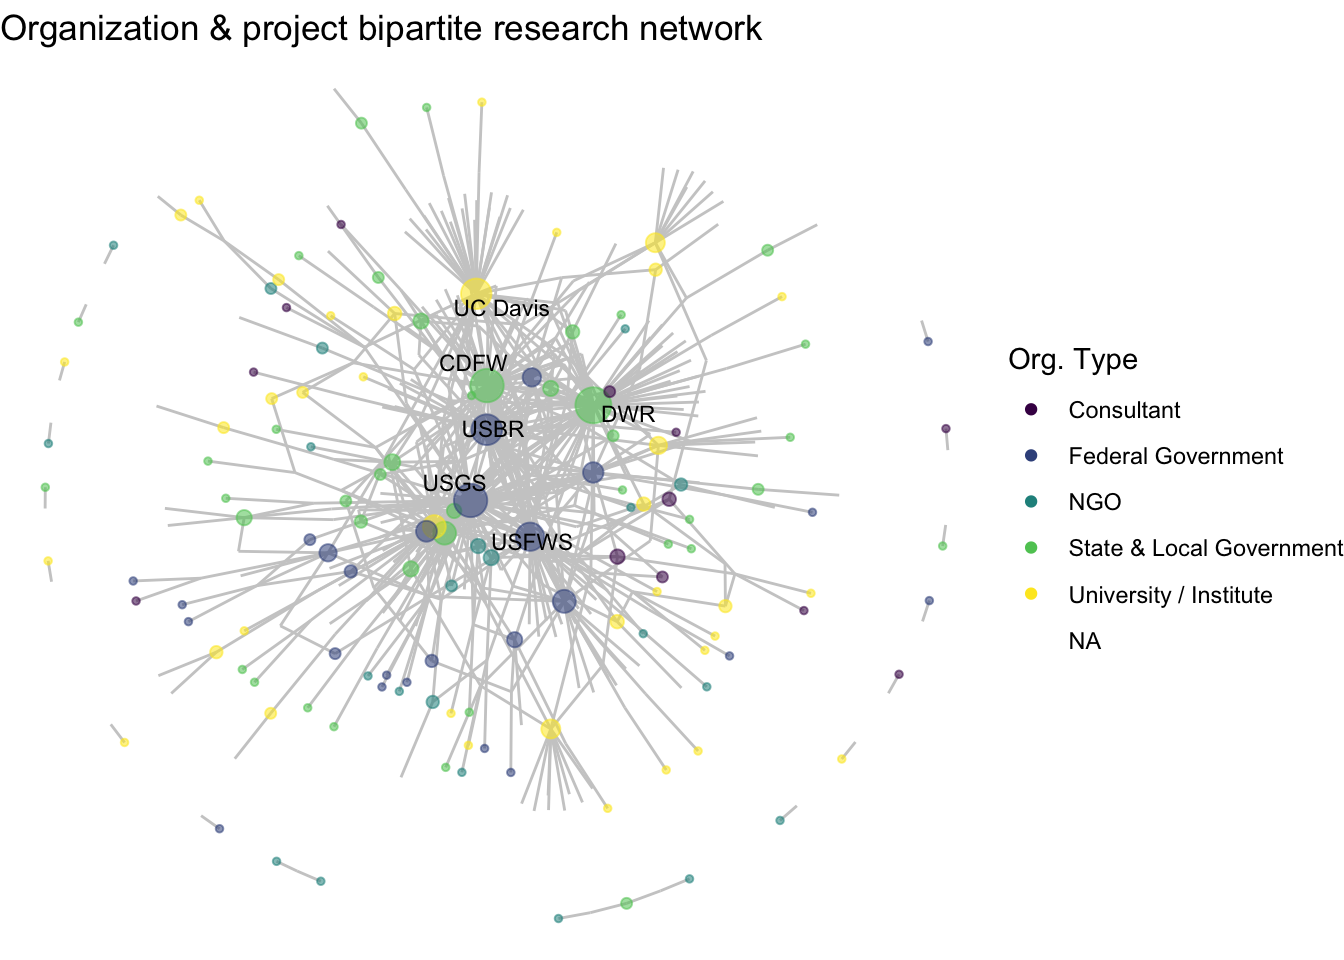 Organization & project bipartite research network
UC Davis
CDFW
DWR
USBR
USGS
USFWS
Org. Type
Consultant
Federal Government
NGO
State & Local Government
University / Institute
NA